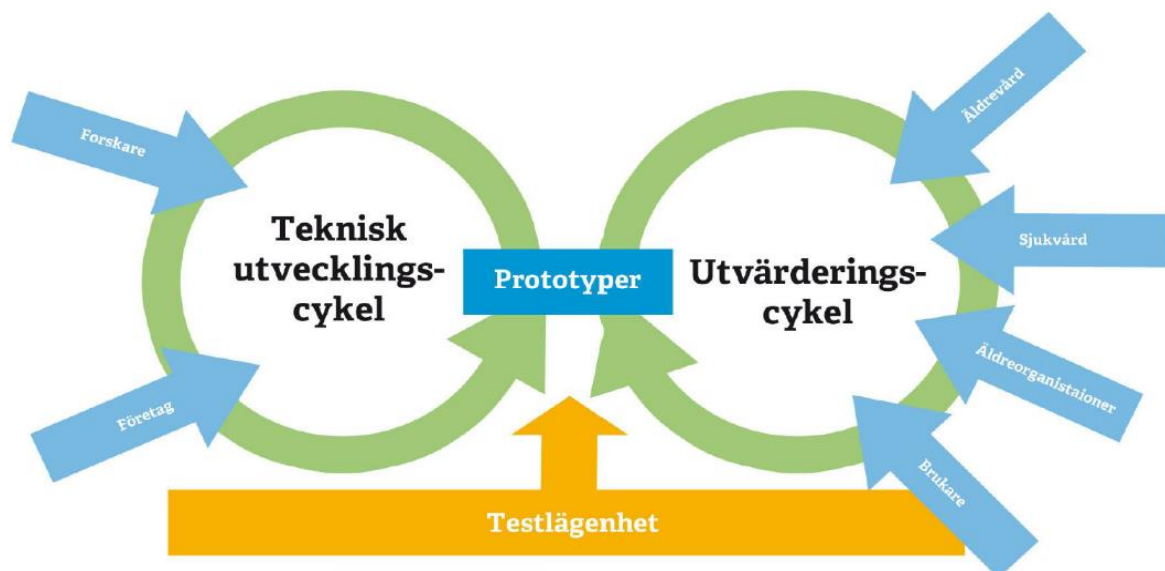 Forskare
Företag
Teknisk
utvecklings-
cykel
Prototyper
Utvärderings-
cykel
Äldrevård
Sjukvård
Äldreorganistaioner
Brukare
Testlägenhet